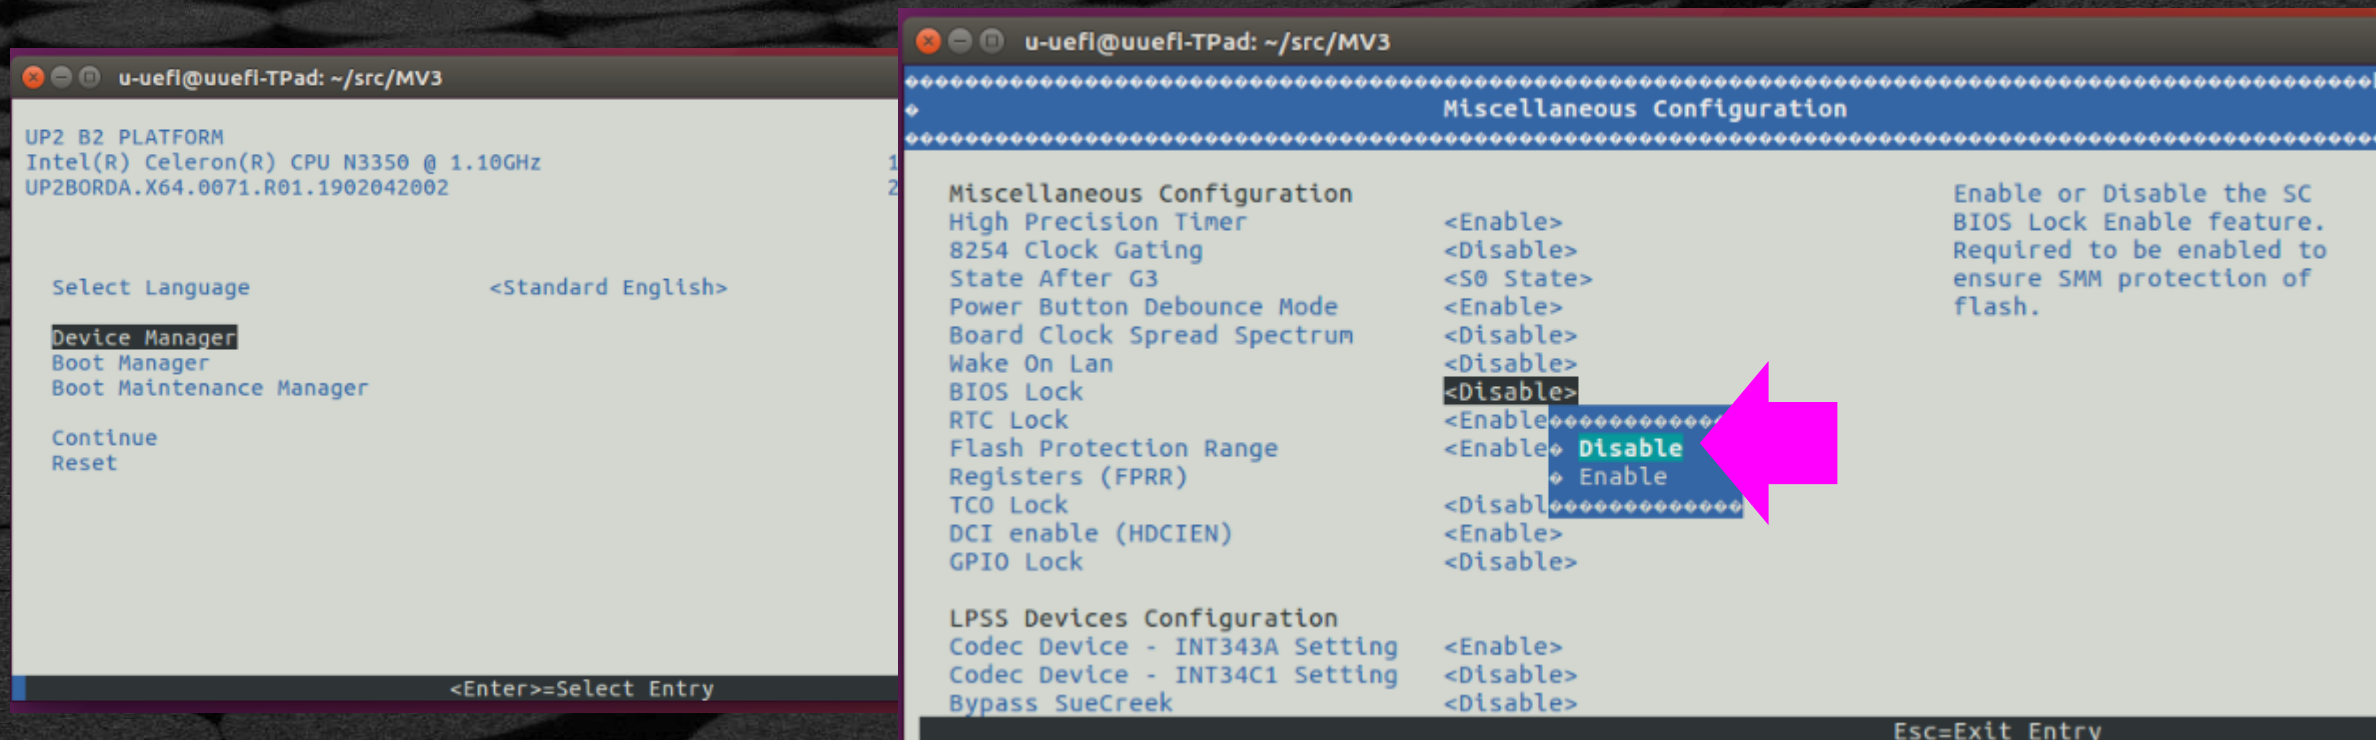 u-uefi@uuefi-TPad: ~/src/MV3
UP2 B2 PLATFORM
Intel(R) Celeron(R) CPU N3350 @ 1.10GHz 1
UP2BORDA.X64.0071.R01.1902042002 2
Select Language <Standard English>
Device Manager
Boot Manager
Boot Maintenance Manager
Continue
Reset
<Enter>=Select Entry
u-uefi@uuefi-TPad: ~/src/MV3
Miscellaneous Configuration
Miscellaneous Configuration
High Precision Timer <Enable>
8254 Clock Gating <Disable>
State After G3 <S0 State>
Power Button Debounce Mode <Enable>
Board Clock Spread Spectrum <Disable>
Wake On Lan <Disable>
BIOS Lock <Disable>
RTC Lock <Enable
Flash Protection Range <Enable
Registers (FPRR)
TCO Lock <Disabl
DCI enable (HDCIEN) <Enable>
GPIO Lock <Disable>
Disable
Enable
LPSS Devices Configuration
Codec Device - INT343A Setting <Enable>
Codec Device - INT34C1 Setting <Disable>
Bypass SueCreek <Disable>
Enable or Disable the SC
BIOS Lock Enable feature.
Required to be enabled to
ensure SMM protection of
flash.
Esc=Exit Entry